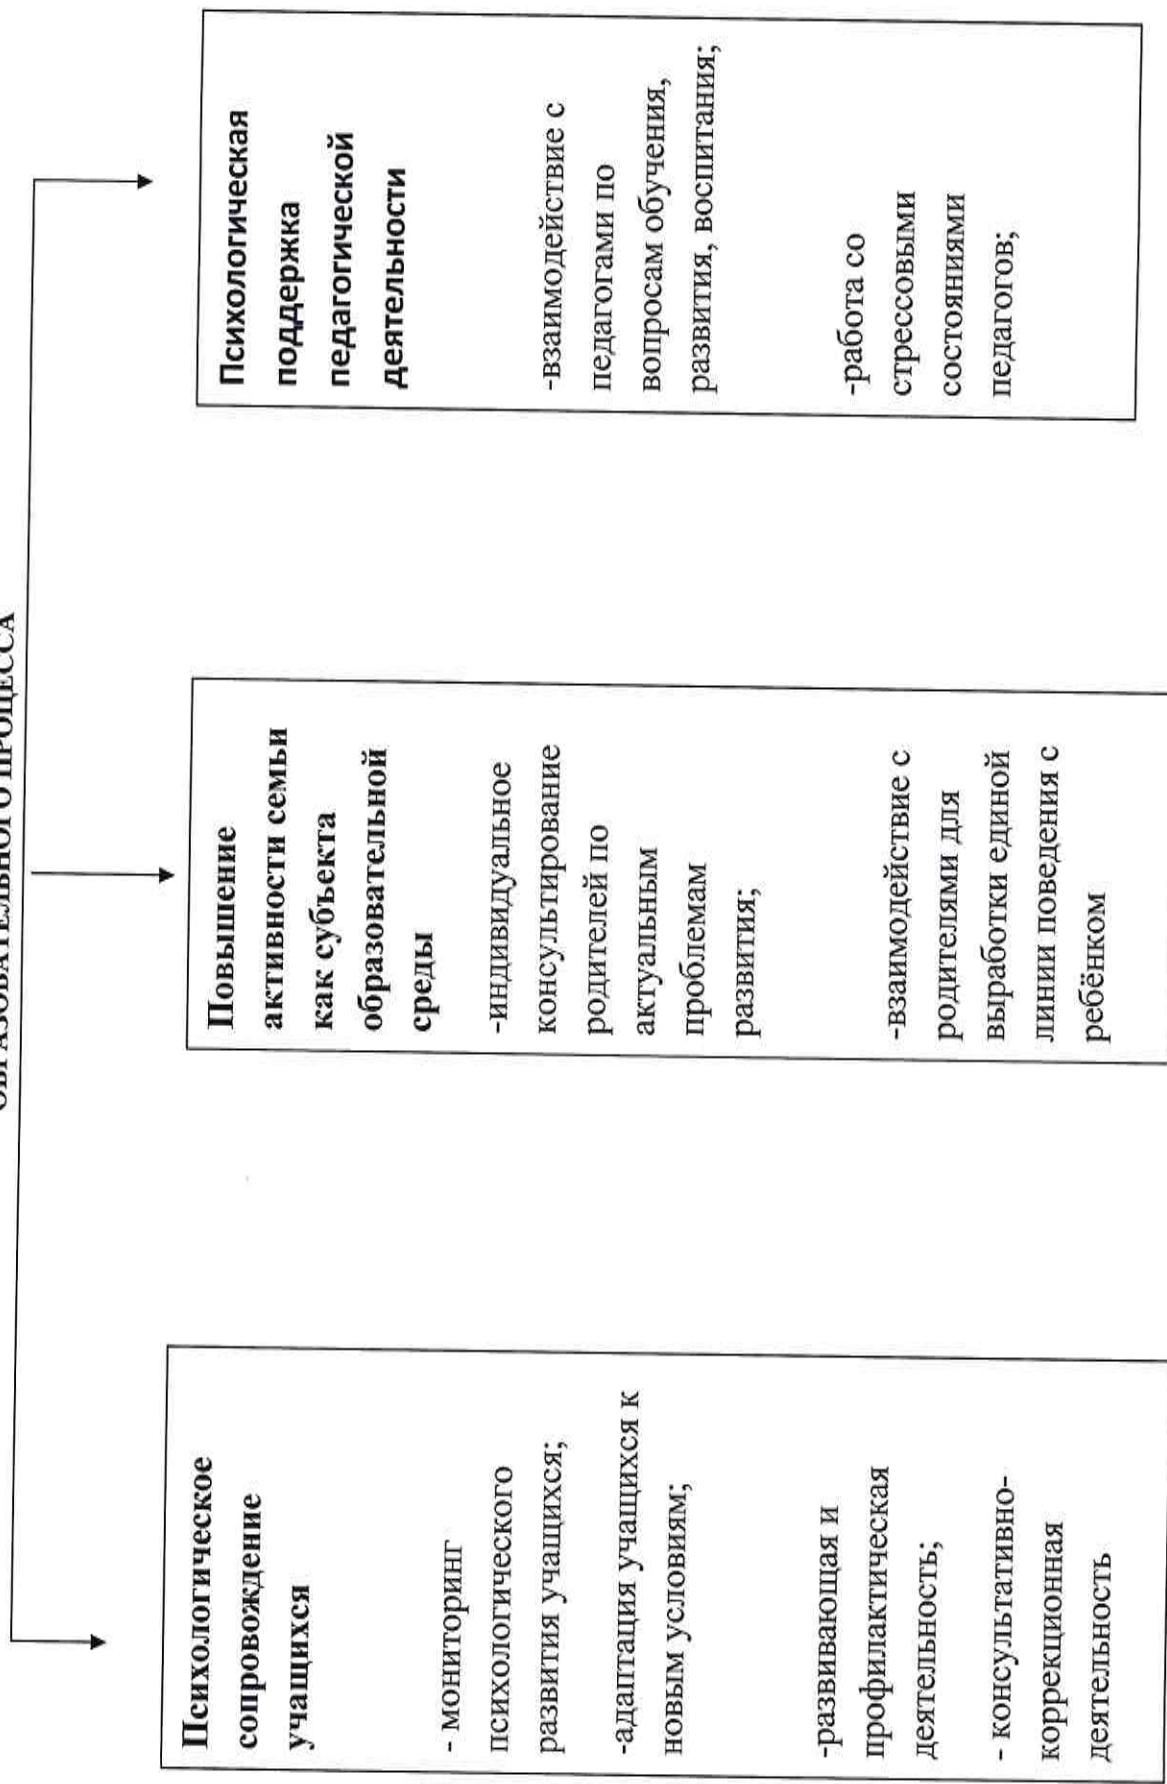 ОБРАЗОВАТЕЛЬНОГО ПРОЦЕССА
Психологическое
сопровождение
учащихся
- мониторинг
психологического
развития учащихся;
-адаптация учащихся к
новым условиям;
-развивающая и
профилактическая
деятельность;
- консультативно-
коррекционная
деятельность
Повышение
активности семьи
как субъекта
образовательной
среды
-индивидуальное
консультирование
родителей по
актуальным
проблемам
развития;
-взаимодействие с
родителями для
выработки единой
линии поведения с
ребёнком
Психологическая
поддержка
педагогической
деятельности
-взаимодействие с
педагогами по
вопросам обучения,
развития, воспитания;
-работа со
стрессовыми
состояниями
педагогов;